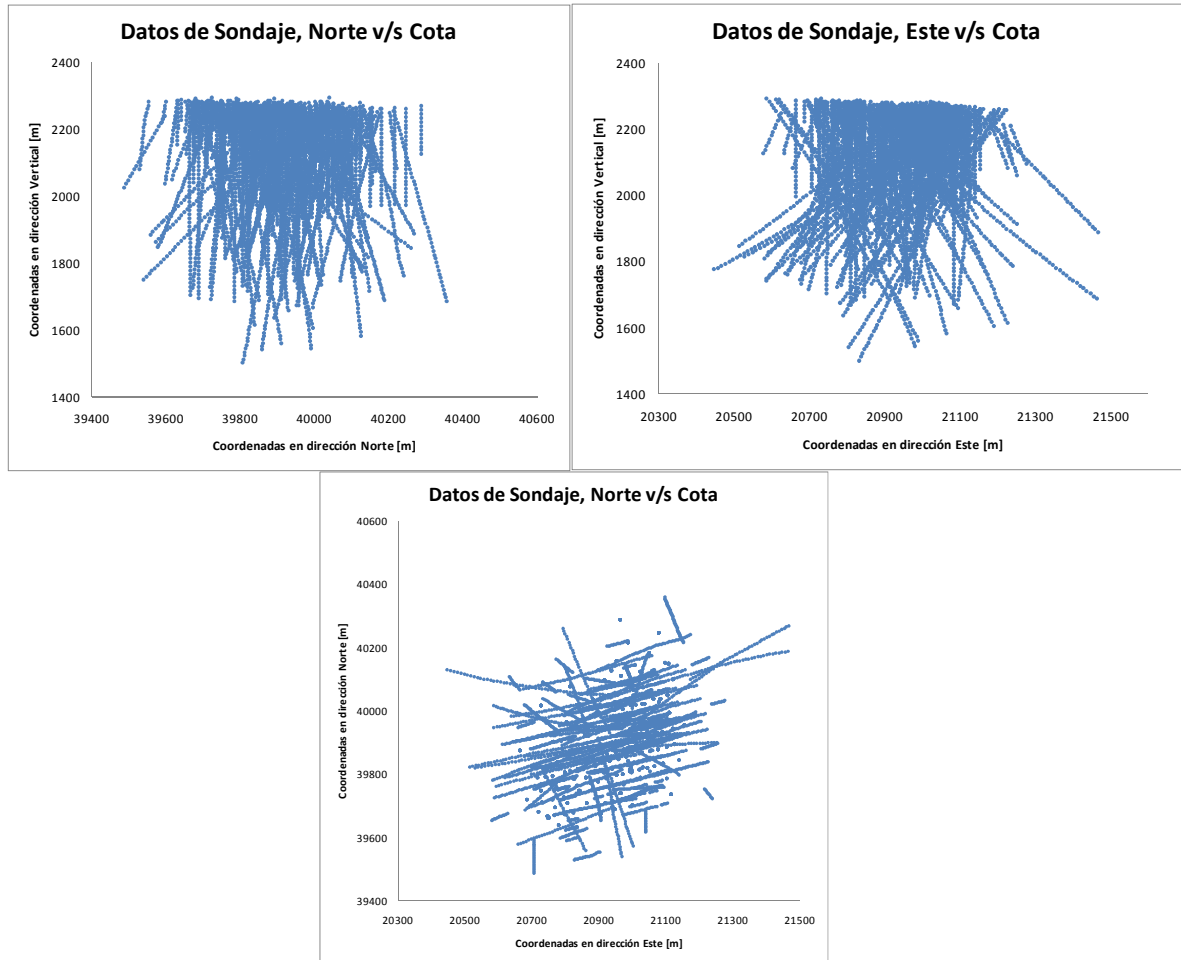 Datos de Sondaje, Norte v/s Cota
Coordenadas en dirección Vertical [m]
2400
2200
2000
1800
1600
1400
39400 39600 39800 40000 40200 40400 40600
Coordenadas en dirección Norte [m]
Datos de Sondaje, Este v/s Cota
Coordenadas en dirección Vertical [m]
2400
2200
2000
1800
1600
1400
20300 20500 20700 20900 21100 21300 21500
Coordenadas en dirección Este [m]
Datos de Sondaje, Norte v/s Cota
Coordenadas en dirección Norte [m]
40600
40400
40200
40000
39800
39600
39400
20300 20500 20700 20900 21100 21300 21500
Coordenadas en dirección Este [m]